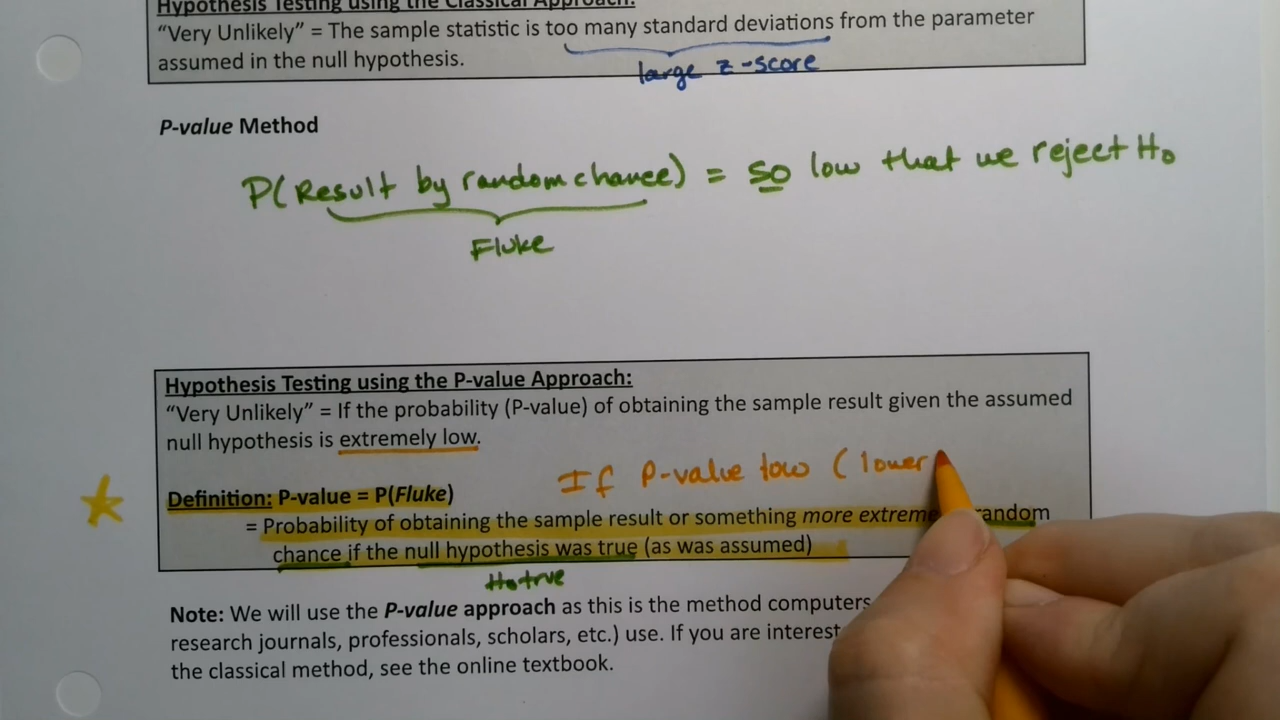 Hypothesis Testing using the Classical Approach:
“Very Unlikely” = The sample statistic is too many standard deviations from the parameter
assumed in the null hypothesis.
large z-score
P-value Method
P(Result by random chance) = so low that we reject H₀
Fluke
Hypothesis Testing using the P-value Approach:
“Very Unlikely” = If the probability (P-value) of obtaining the sample result given the assumed
null hypothesis is extremely low.
If P-value low (lower
Definition: P-value = P(Fluke)
= Probability of obtaining the sample result or something more extreme random
chance if the null hypothesis was true (as was assumed)
H₀ true
Note: We will use the P-value approach as this is the method computers
research journals, professionals, scholars, etc.) use. If you are
the classical method, see the online textbook.